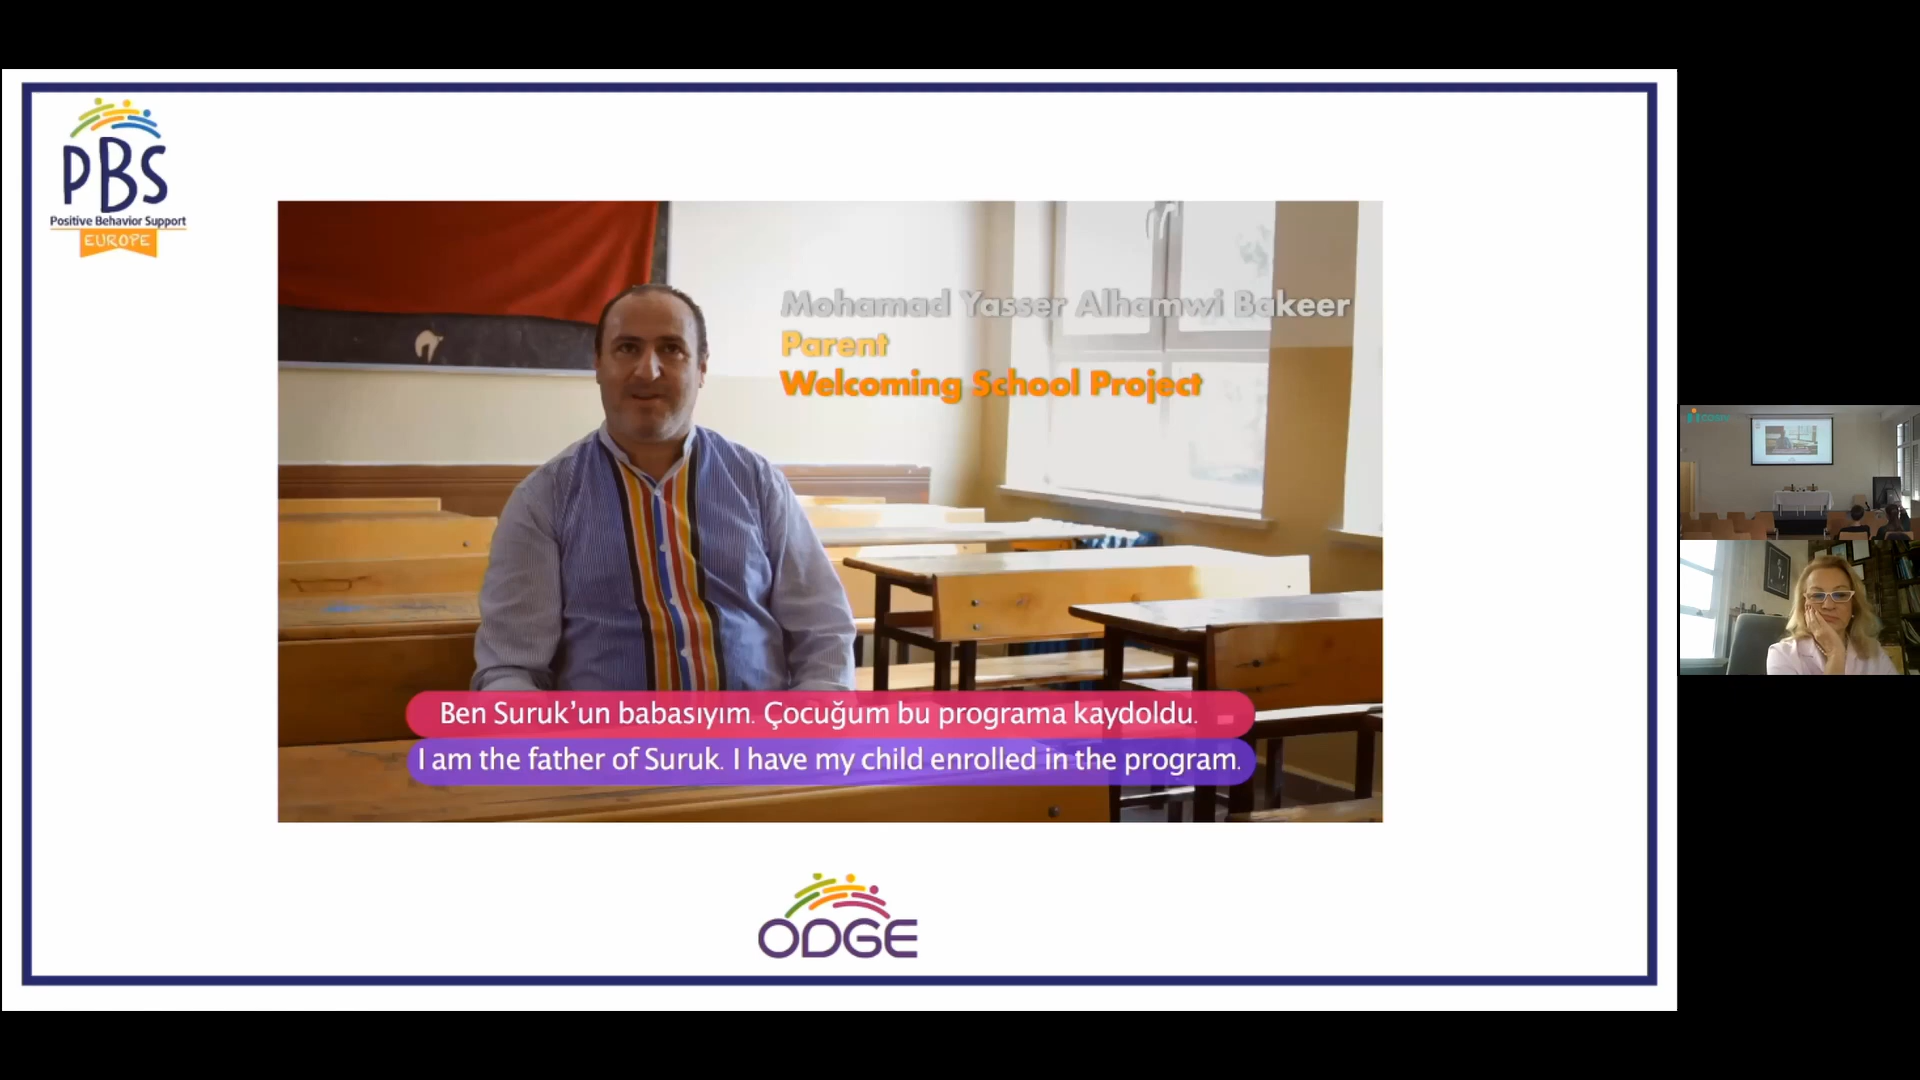 PBS
Positive Behavior Support
EUROPE
Mohamad Yasser Alhamwi Bakeer
Parent
Welcoming School Project
Ben Suruk’un babasıyım. Çocuğum bu programa kaydoldu.
I am the father of Suruk. I have my child enrolled in the program.
ODGE